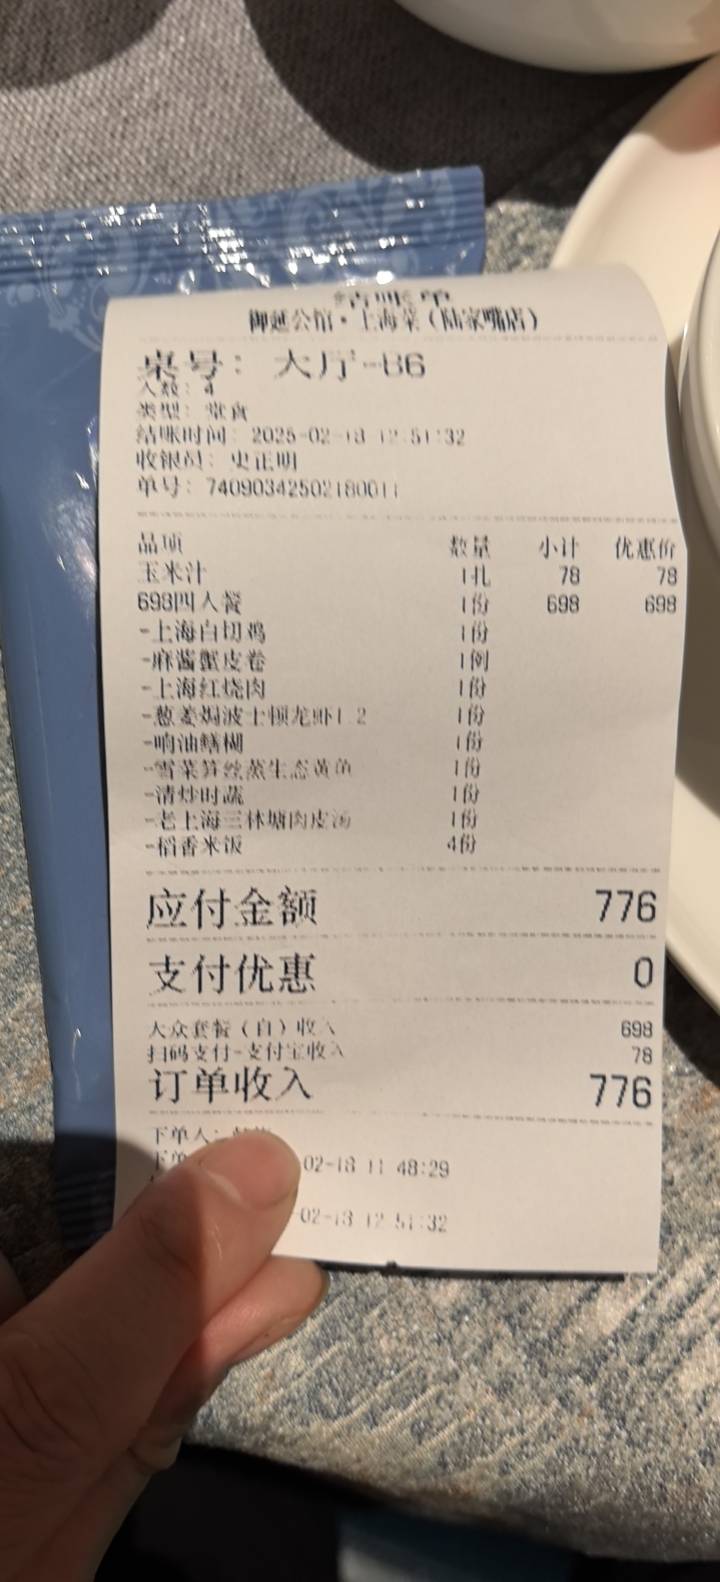 结账单
御延公馆·上海菜(陆家嘴店)
桌号: 大厅-B6
人数: 4
类型: 堂食
结账时间: 2025-02-18 12:51:32
收银员: 史正明
单号: 74090342502180011
品项 数量 小计 优惠价
玉米汁 1扎 78 78
698四人餐 1份 698 698
-上海白切鸡 1份
-麻酱蟹皮卷 1例
-上海红烧肉 1份
-葱姜焗波士顿龙虾1.2 1份
-响油鳝糊 1份
-雪菜笋丝蒸生态黄鱼 1份
-清炒时蔬 1份
-老上海三林塘肉皮汤 1份
-稻香米饭 4份
应付金额 776
支付优惠 0
大众套餐(自)收入 698
扫码支付-支付宝收入 78
订单收入 776
下单人:
下单 02-18 11:48:29
-02-18 12:51:32